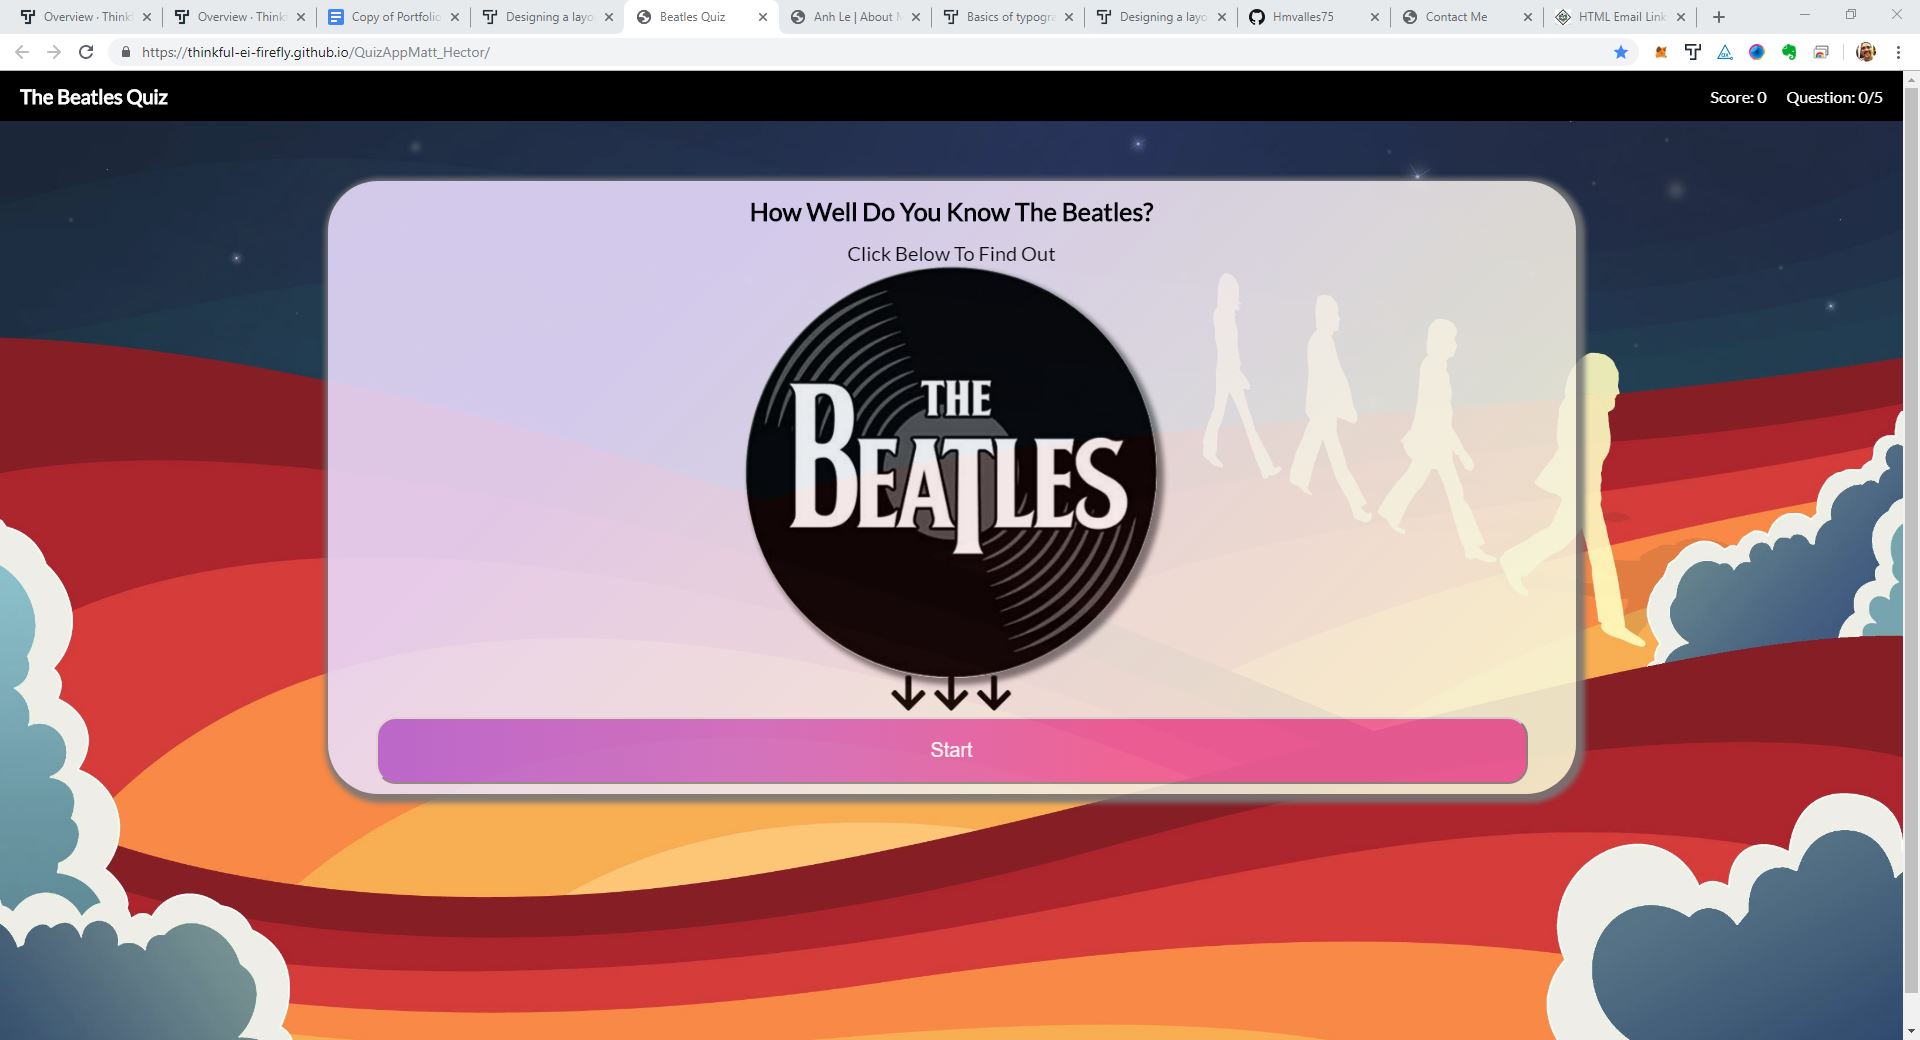 Overview · Think
Overview · Think
Copy of Portfolio
Designing a layo
Beatles Quiz
Anh Le | About M
Basics of typogra
Designing a layo
Hmvalles75
Contact Me
HTML Email Link
https://thinkful-ei-firefly.github.io/QuizAppMatt_Hector/
The Beatles Quiz
Score: 0
Question: 0/5
How Well Do You Know The Beatles?
Click Below To Find Out
THE
BEATLES
Start